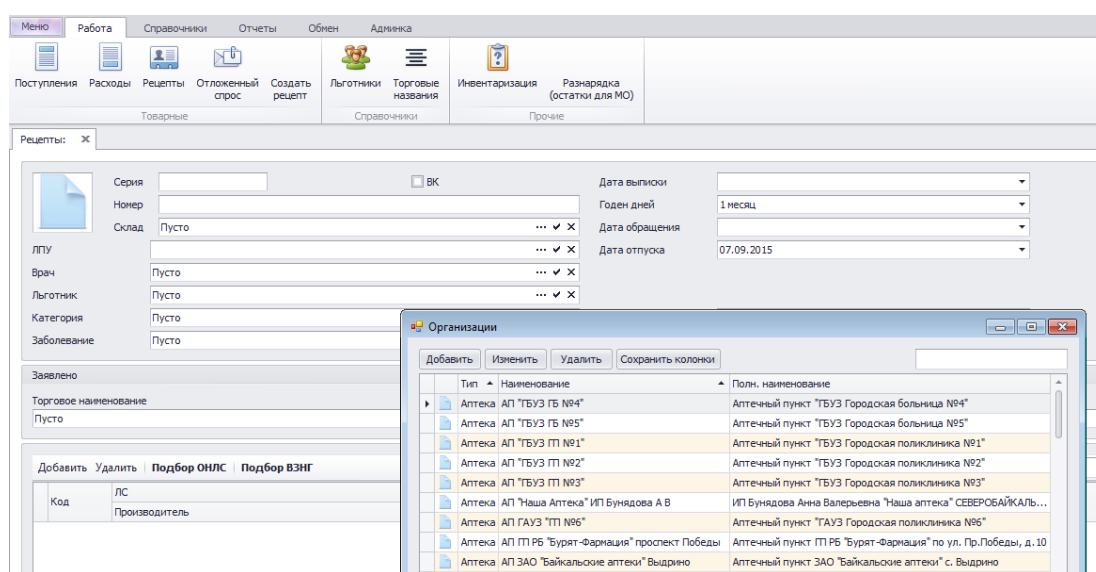 Меню Работа Справочники Отчеты Обмен Админка
Поступления Расходы Рецепты Отложенный спрос Создать рецепт Льготники Торговые названия Инвентаризация Разнарядка (остатки для МО)
Товарные Справочники Прочие
Рецепты:
Серия ВК Дата выписки
Номер Годен дней 1 месяц
Склад Пусто Дата обращения
ЛПУ Дата отпуска 07.09.2015
Врач Пусто
Льготник Пусто
Категория Пусто
Заболевание Пусто
Заявлено
Торговое наименование
Пусто
Добавить Удалить Подбор ОНЛС Подбор ВЗНГ
Код ЛС
Производитель
Организации
Добавить Изменить Удалить Сохранить колонки
Тип Наименование Полн. наименование
Аптека АП "ГБУЗ ГБ №4" Аптечный пункт "ГБУЗ Городская больница №4"
Аптека АП "ГБУЗ ГБ №5" Аптечный пункт "ГБУЗ Городская больница №5"
Аптека АП "ГБУЗ ГП №1" Аптечный пункт "ГБУЗ Городская поликлиника №1"
Аптека АП "ГБУЗ ГП №2" Аптечный пункт "ГБУЗ Городская поликлиника №2"
Аптека АП "ГБУЗ ГП №3" Аптечный пункт "ГБУЗ Городская поликлиника №3"
Аптека АП "Наша Аптека" ИП Бунядова А В ИП Бунядова Анна Валерьевна "Наша аптека" СЕВЕРОБАЙКАЛЬ...
Аптека АП ГАУЗ "ГП №6" Аптечный пункт "ГАУЗ Городская поликлиника №6"
Аптека АП ГП РБ "Бурят-Фармация" проспект Победы Аптечный пункт ГП РБ "Бурят-Фармация" по ул. Пр.Победы, д.10
Аптека АП ЗАО "Байкальские аптеки" Выдрино Аптечный пункт ЗАО "Байкальские аптеки" с. Выдрино